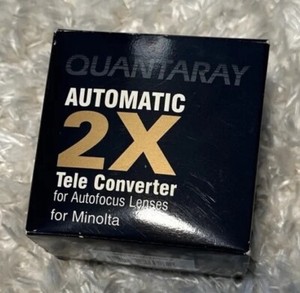 QUANTARAY
AUTOMATIC
2X
Tele Converter
for Autofocus Lenses
for Minolta